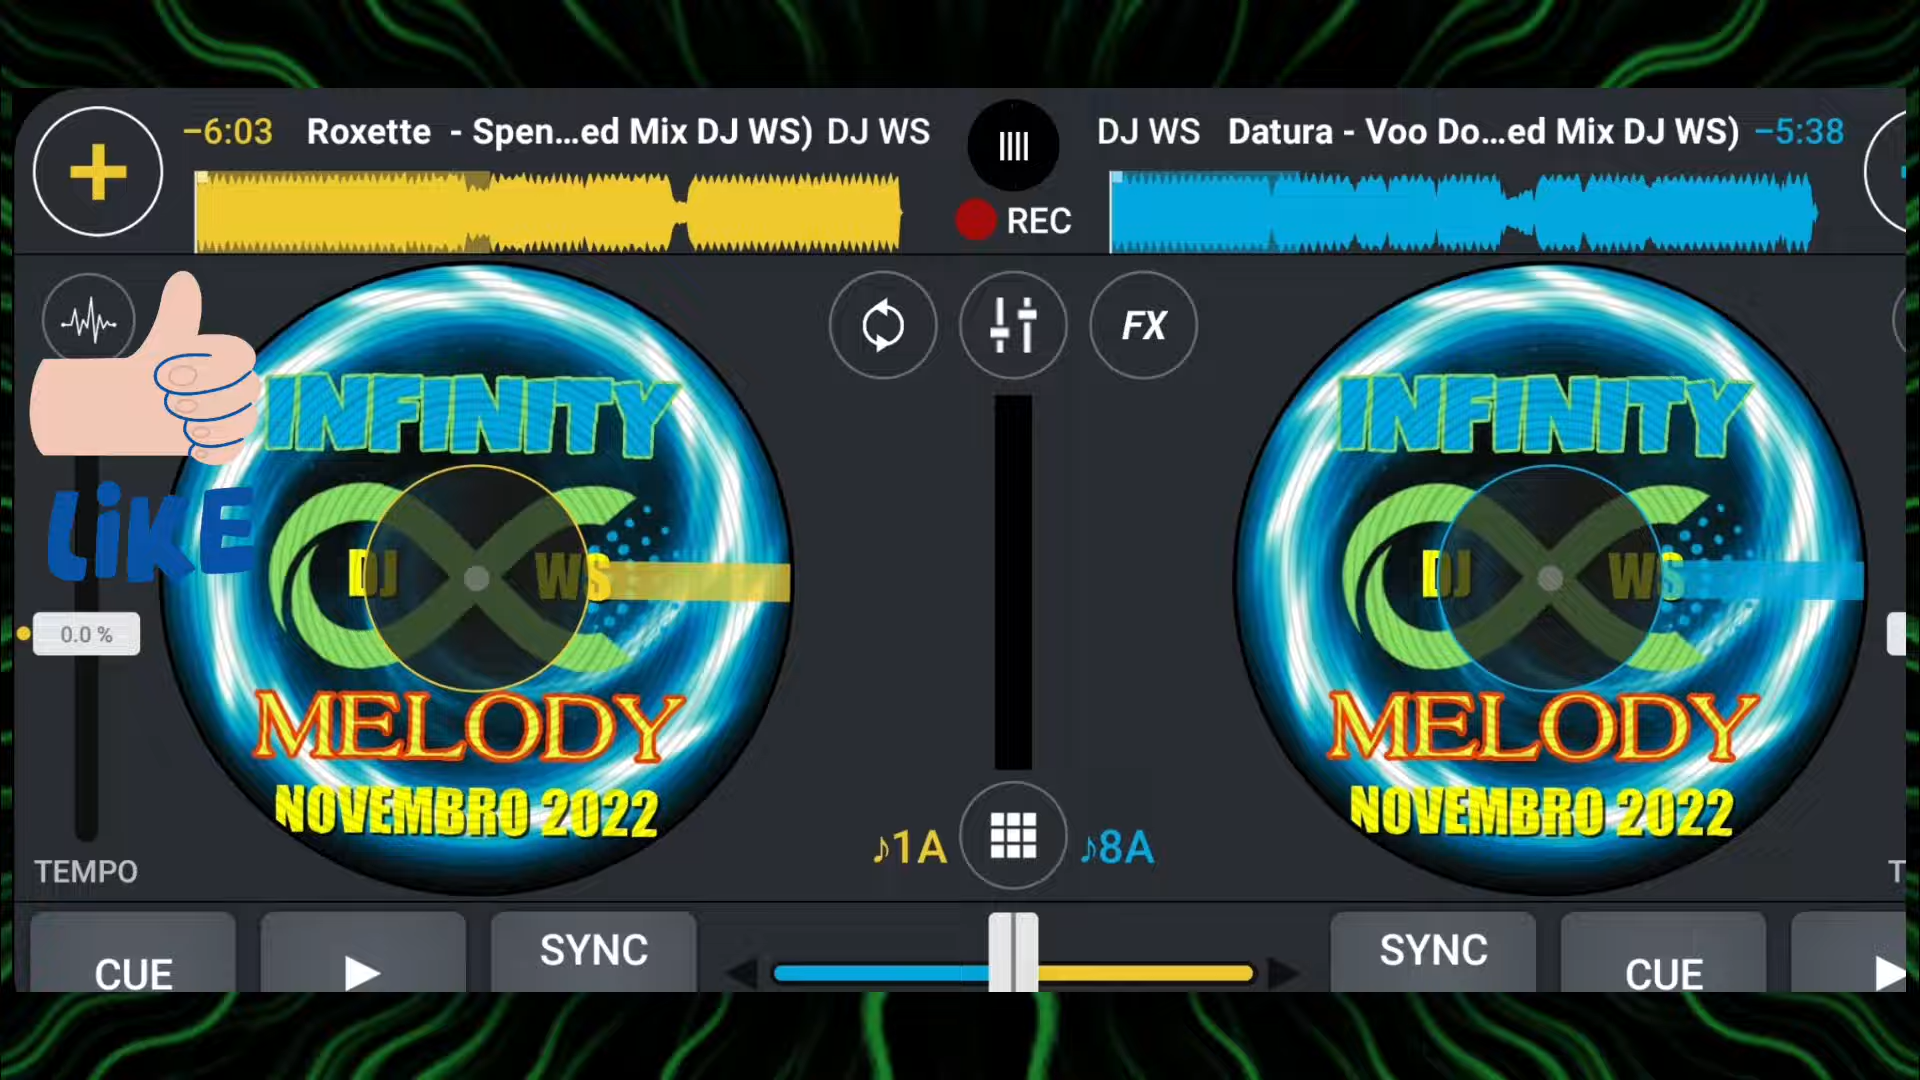 −6:03 Roxette - Spen...ed Mix DJ WS) DJ WS
DJ WS Datura - Voo Do...ed Mix DJ WS) −5:38
REC
FX
INFINITY
DJ WS
MELODY
NOVEMBRO 2022
INFINITY
DJ WS
MELODY
NOVEMBRO 2022
LiKE
0.0 %
♪1A
♪8A
TEMPO
T
CUE
SYNC
SYNC
CUE